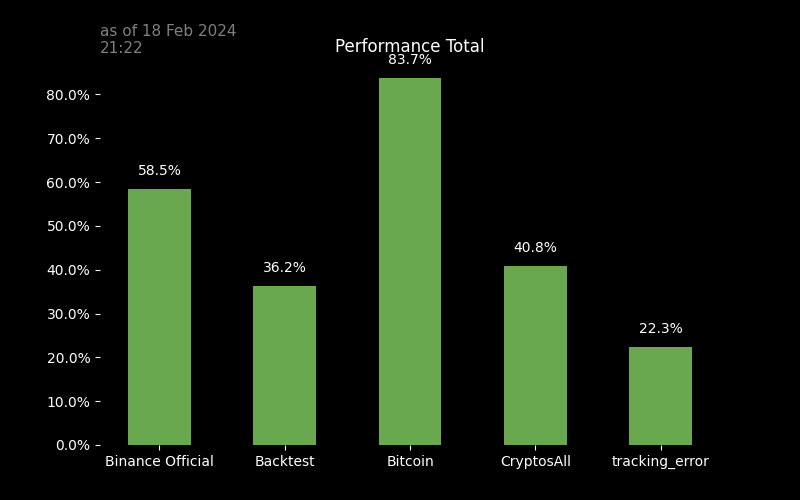 as of 18 Feb 2024
21:22
Performance Total
83.7%
80.0%
70.0%
58.5%
60.0%
50.0%
40.8%
36.2%
40.0%
30.0%
22.3%
20.0%
10.0%
0.0%
Binance Official
Backtest
Bitcoin
CryptosAll
tracking_error